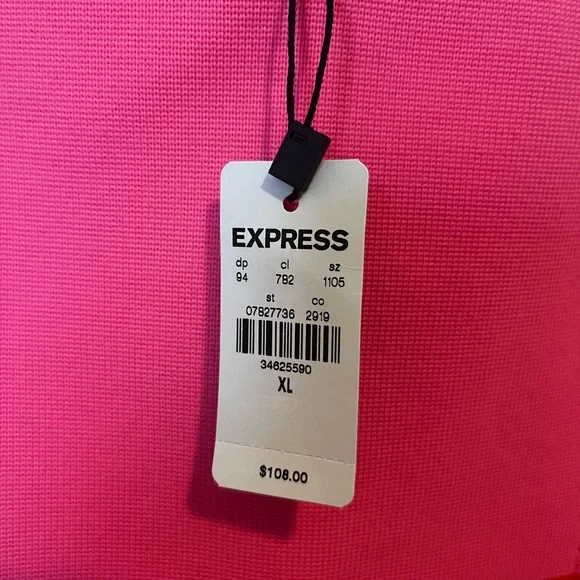 EXPRESS
dp cl sz
94 782 1105
st co
07827736 2919
34625590
XL
$108.00